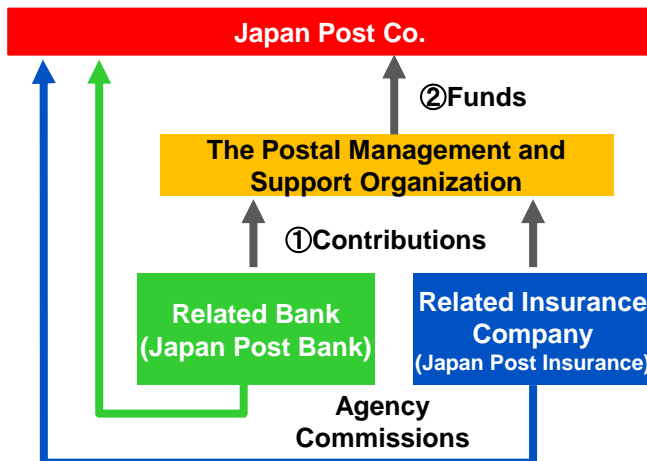 Japan Post Co.
②Funds
The Postal Management and
Support Organization
①Contributions
Related Bank
(Japan Post Bank)
Related Insurance
Company
(Japan Post Insurance)
Agency
Commissions